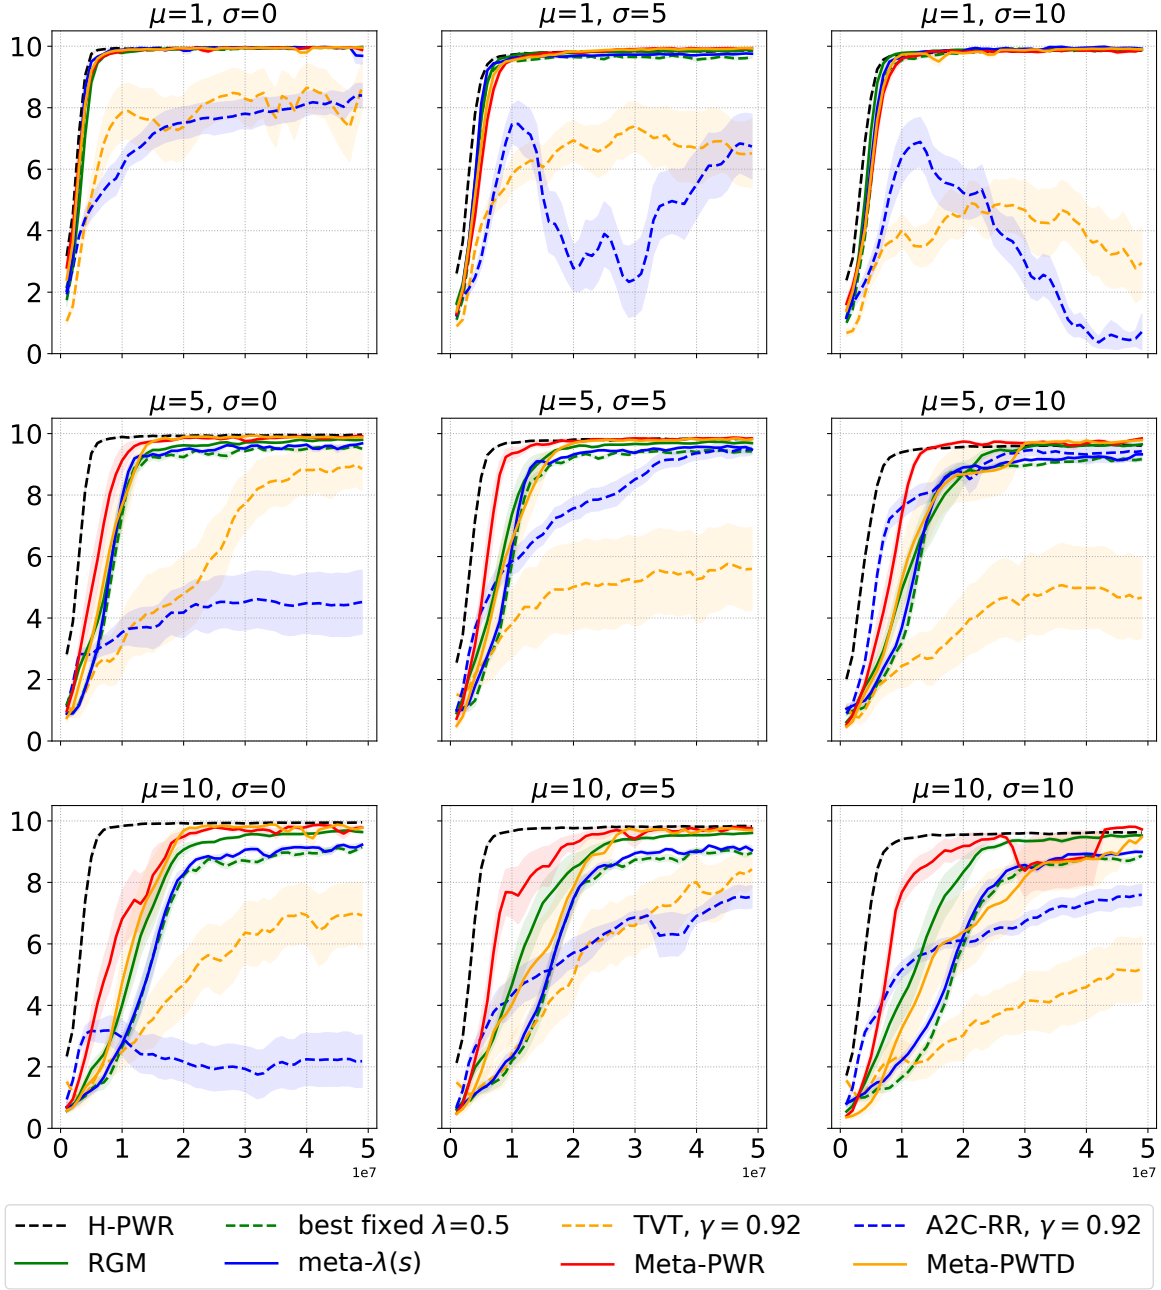 μ=1, σ=0
μ=1, σ=5
μ=1, σ=10
10
8
6
4
2
0
μ=5, σ=0
μ=5, σ=5
μ=5, σ=10
10
8
6
4
2
0
μ=10, σ=0
μ=10, σ=5
μ=10, σ=10
10
8
6
4
2
0
0 1 2 3 4 5
1e7
0 1 2 3 4 5
1e7
0 1 2 3 4 5
1e7
H-PWR best fixed λ=0.5 TVT, γ = 0.92 A2C-RR, γ = 0.92
RGM meta-λ(s) Meta-PWR Meta-PWTD